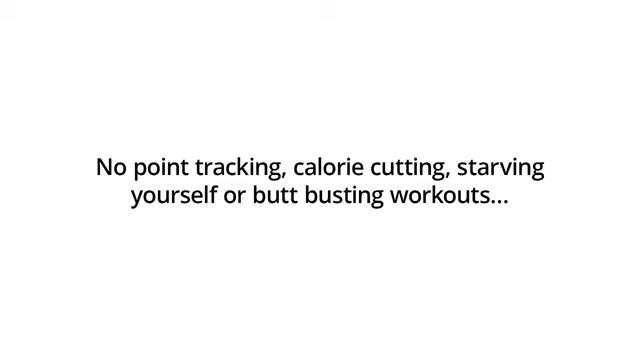 No point tracking, calorie cutting, starving
yourself or butt busting workouts...